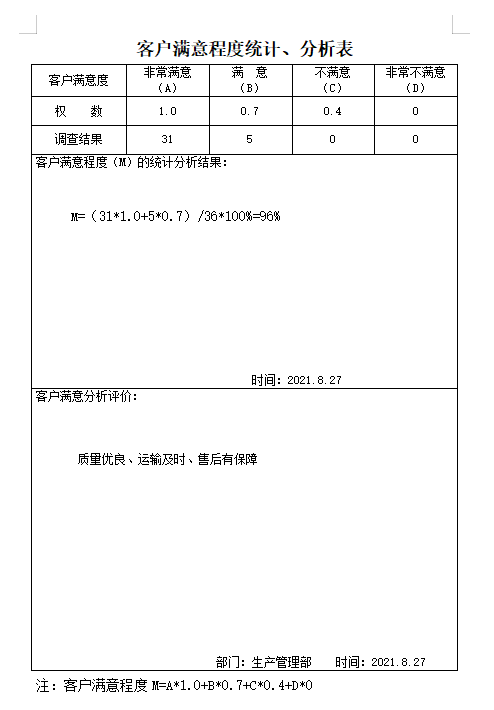 客户满意程度统计、分析表
客户满意度 非常满意（A） 满 意（B） 不满意（C） 非常不满意（D）
权 数 1.0 0.7 0.4 0
调查结果 31 5 0 0
客户满意程度（M）的统计分析结果：
M=（31*1.0+5*0.7）/36*100%=96%
时间：2021.8.27
客户满意分析评价：
质量优良、运输及时、售后有保障
部门：生产管理部 时间：2021.8.27
注：客户满意程度 M=A*1.0+B*0.7+C*0.4+D*0